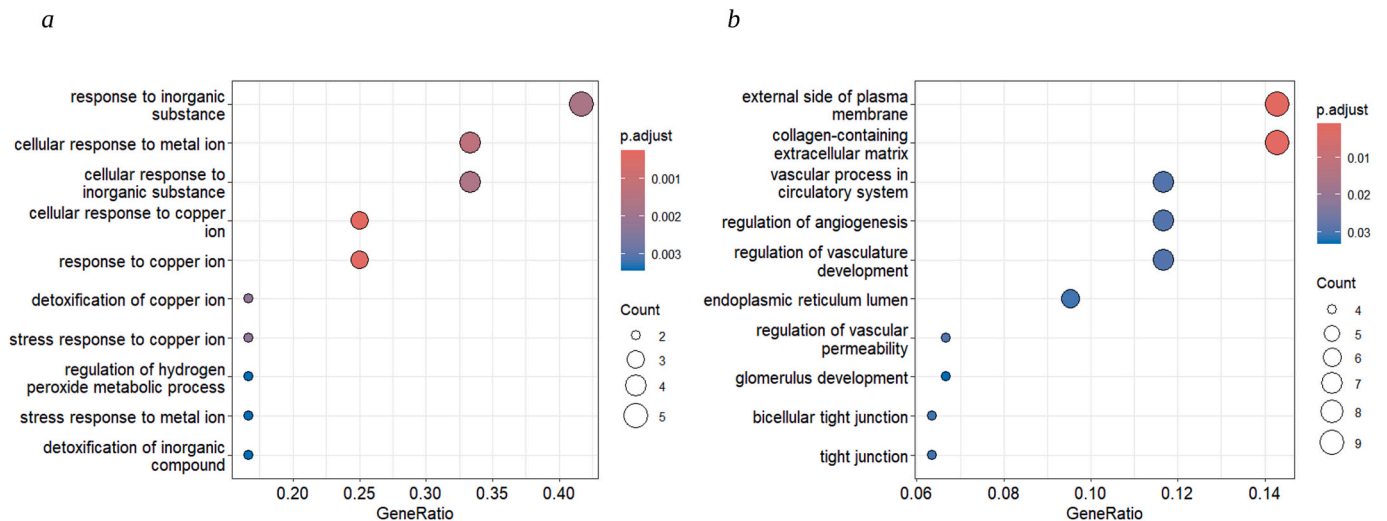 a
response to inorganic
substance
cellular response to metal ion
cellular response to
inorganic substance
cellular response to copper
ion
response to copper ion
detoxification of copper ion
stress response to copper ion
regulation of hydrogen
peroxide metabolic process
stress response to metal ion
detoxification of inorganic
compound
0.20 0.25 0.30 0.35 0.40
GeneRatio
p.adjust
0.001
0.002
0.003
Count
2
3
4
5
b
external side of plasma
membrane
collagen-containing
extracellular matrix
vascular process in
circulatory system
regulation of angiogenesis
regulation of vasculature
development
endoplasmic reticulum lumen
regulation of vascular
permeability
glomerulus development
bicellular tight junction
tight junction
0.06 0.08 0.10 0.12 0.14
GeneRatio
p.adjust
0.01
0.02
0.03
Count
4
5
6
7
8
9